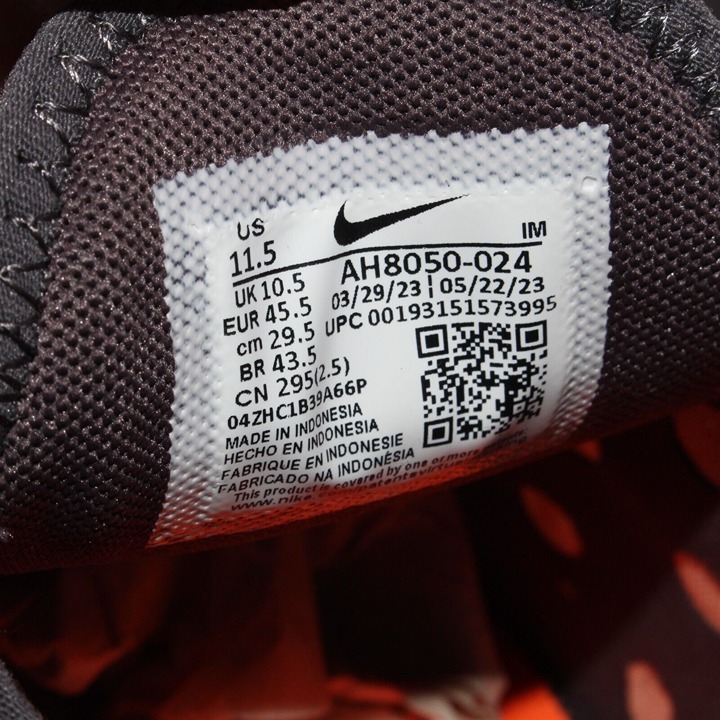 US
11.5
IM
UK 10.5
AH8050-024
EUR 45.5
03/29/23 | 05/22/23
cm 29.5
UPC 00193151573995
BR 43.5
CN 295(2.5)
04ZHC1B39A66P
MADE IN INDONESIA
HECHO EN INDONESIA
FABRIQUE EN INDONESIE
FABRICADO NA INDONÉSIA
This product is covered by one or more
www.nike